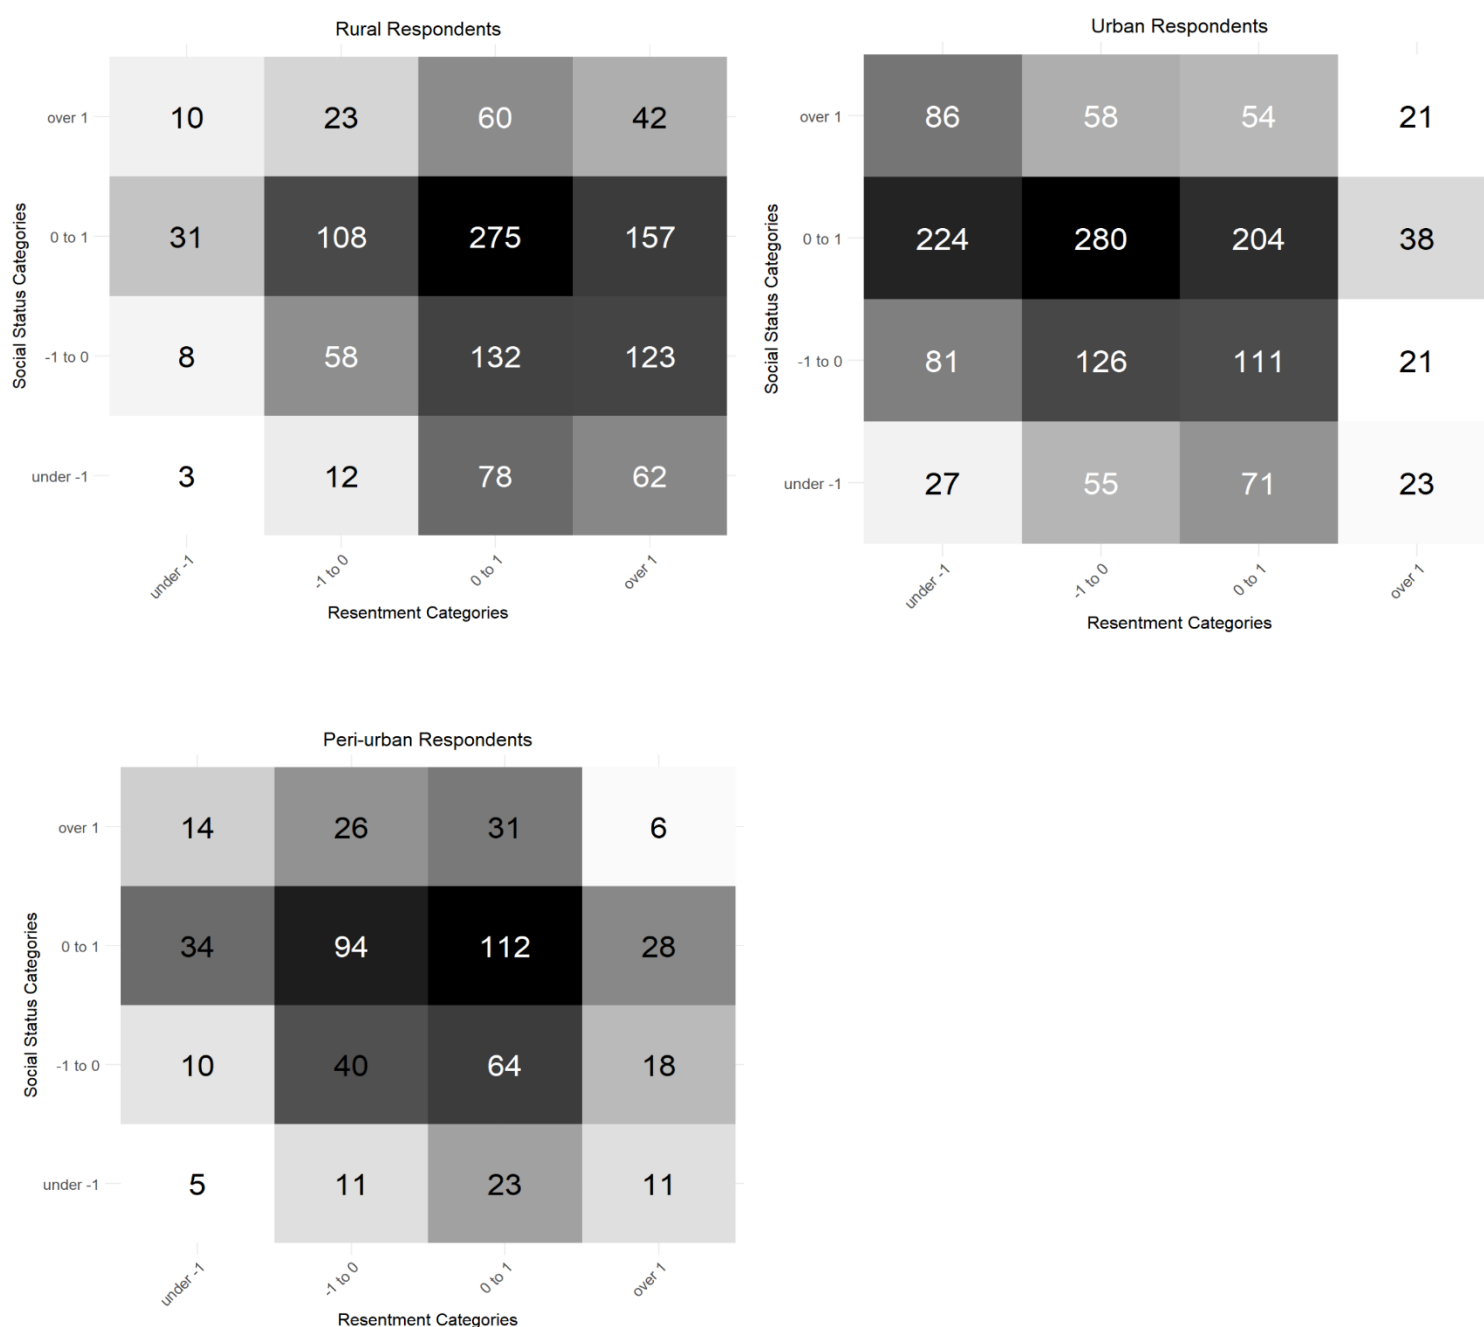 Rural Respondents
Social Status Categories
over 1
10 23 60 42
0 to 1
31 108 275 157
-1 to 0
8 58 132 123
under -1
3 12 78 62
under -1
-1 to 0
0 to 1
over 1
Resentment Categories
Urban Respondents
Social Status Categories
over 1
86 58 54 21
0 to 1
224 280 204 38
-1 to 0
81 126 111 21
under -1
27 55 71 23
under -1
-1 to 0
0 to 1
over 1
Resentment Categories
Peri-urban Respondents
Social Status Categories
over 1
14 26 31 6
0 to 1
34 94 112 28
-1 to 0
10 40 64 18
under -1
5 11 23 11
under -1
-1 to 0
0 to 1
over 1
Resentment Categories